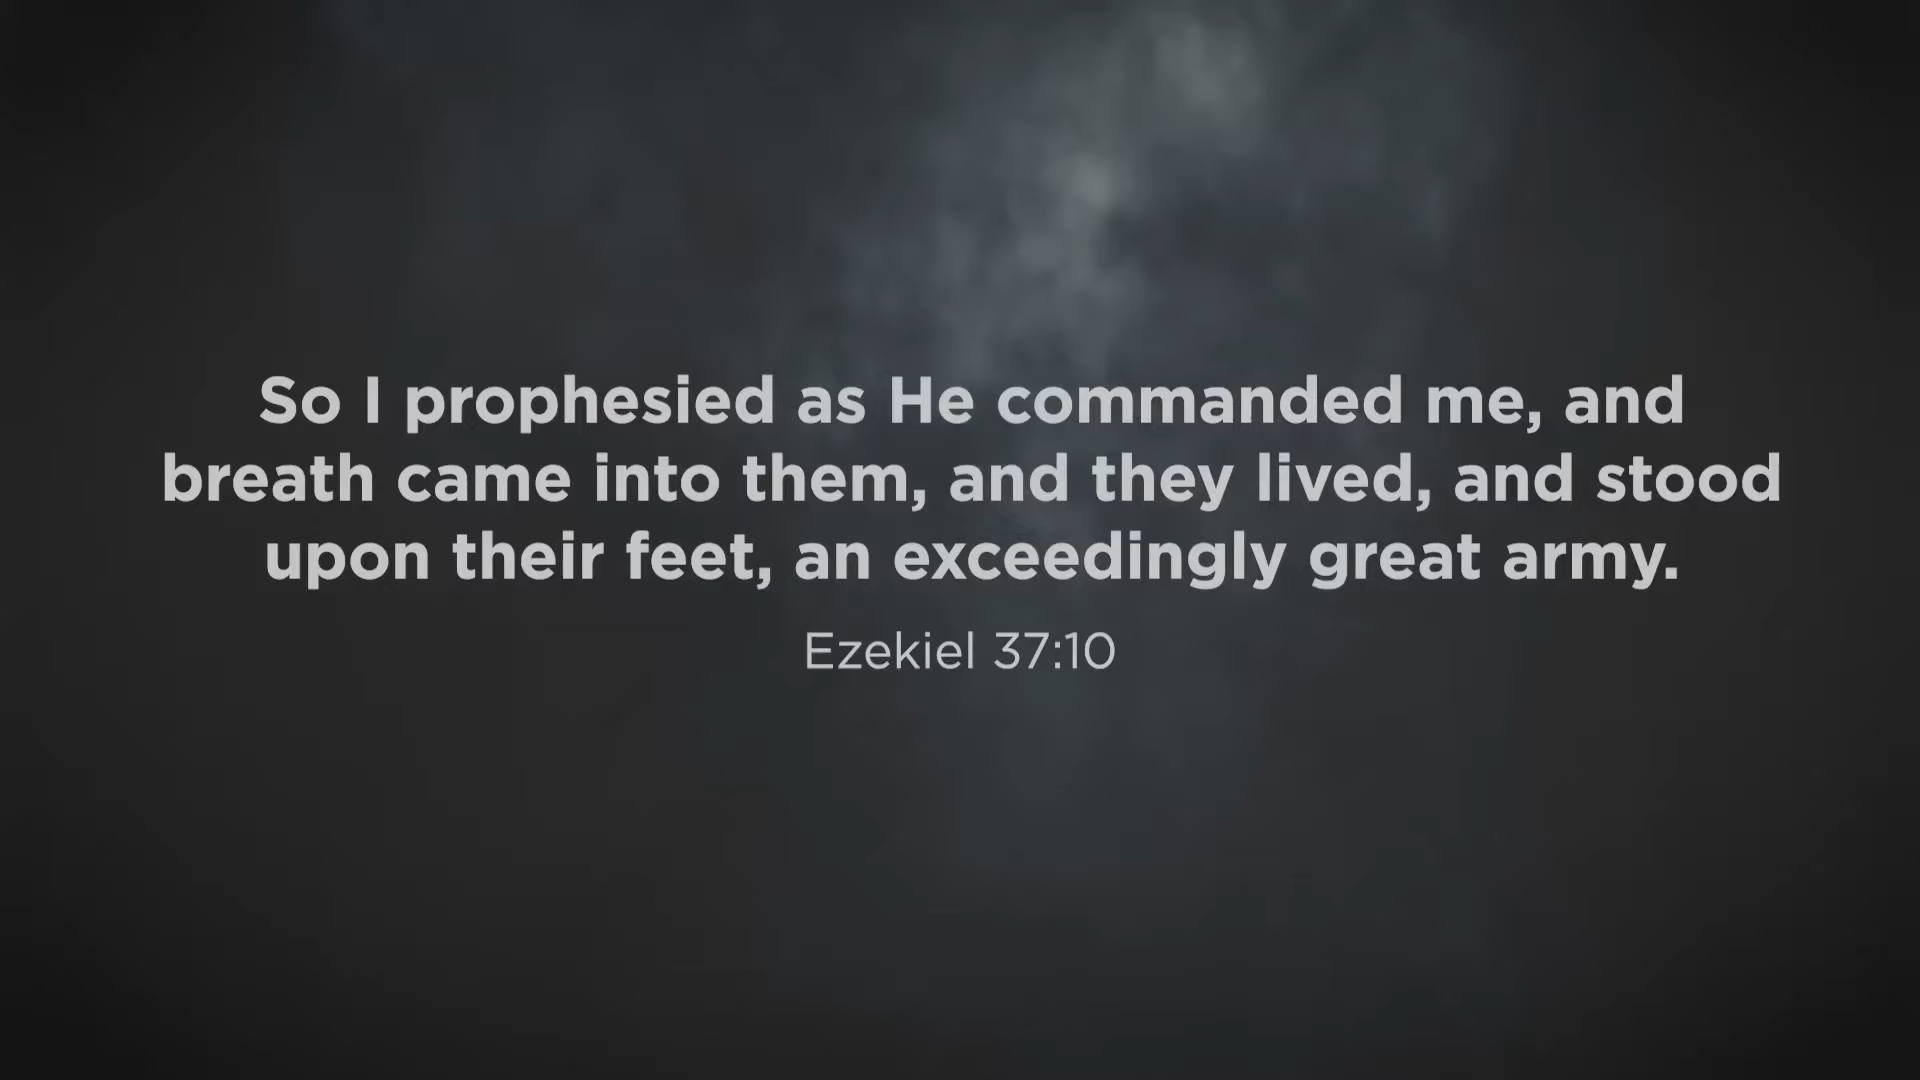 So I prophesied as He commanded me, and
breath came into them, and they lived, and stood
upon their feet, an exceedingly great army.
Ezekiel 37:10